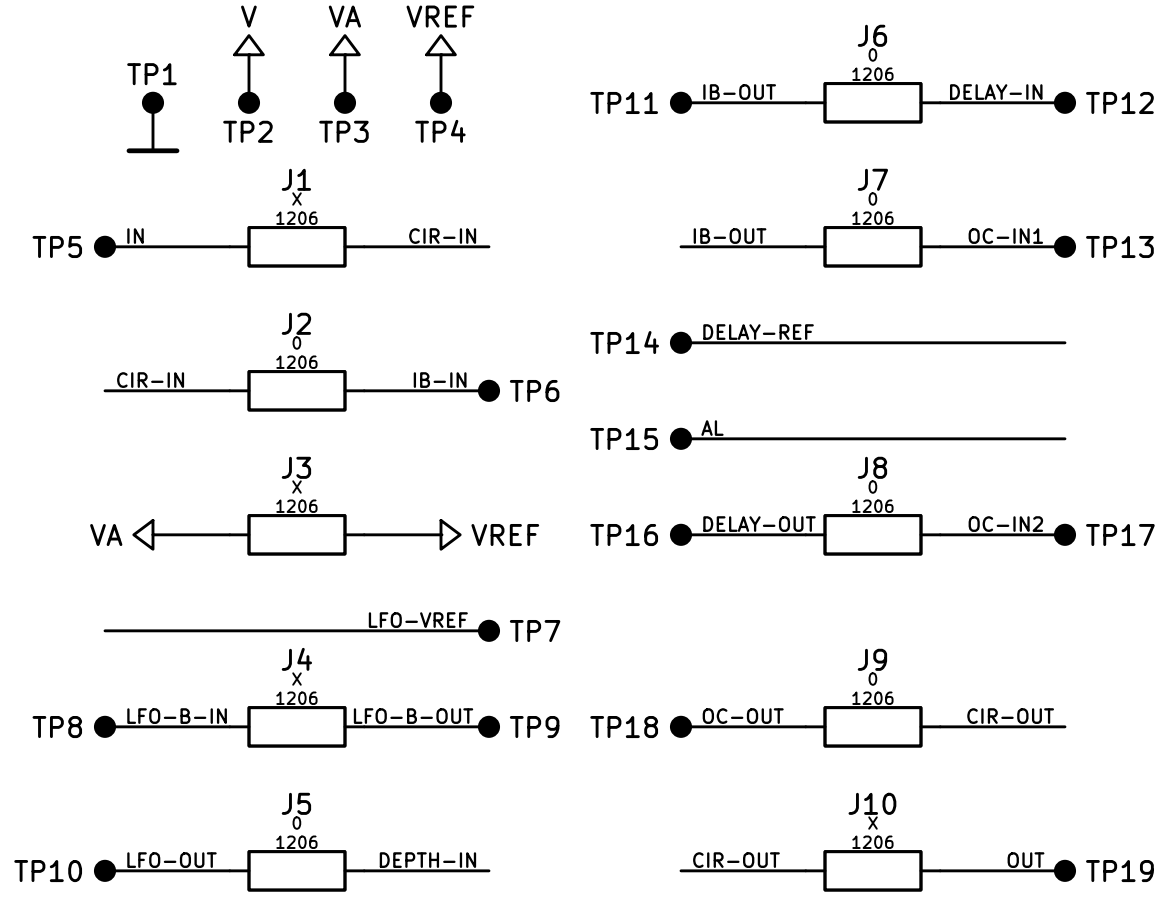 V VA VREF
TP1
TP2 TP3 TP4
J1
X
1206
TP5 IN CIR-IN
J2
0
1206
CIR-IN IB-IN TP6
J3
X
1206
VA VREF
LFO-VREF TP7
J4
X
1206
TP8 LFO-B-IN LFO-B-OUT TP9
J5
0
1206
TP10 LFO-OUT DEPTH-IN
J6
0
1206
TP11 IB-OUT DELAY-IN TP12
J7
0
1206
IB-OUT OC-IN1 TP13
TP14 DELAY-REF
TP15 AL
J8
0
1206
TP16 DELAY-OUT OC-IN2 TP17
J9
0
1206
TP18 OC-OUT CIR-OUT
J10
X
1206
CIR-OUT OUT TP19